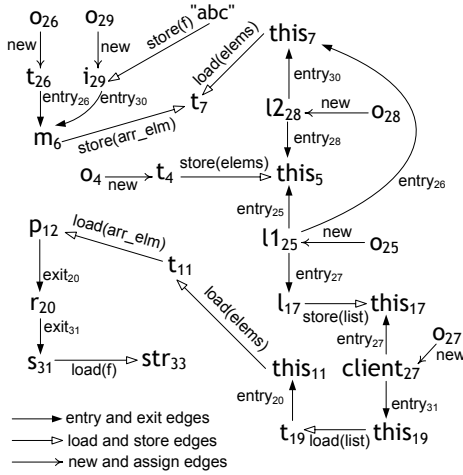 o26 o29 "abc"
new new store(f) this7
t26 i29 load(elems)
entry26 entry30 t7 entry30
m6 store(arr_elm) l228 new o28
entry28
o4 new t4 store(elems) this5 entry26
entry25
p12 load(arr_elm) l125 new o25
exit20 t11 entry27
r20 load(elems) l17 store(list) this17
exit31 entry27 o27
s31 load(f) str33 this11 client27 new
entry20 entry31
entry and exit edges
load and store edges t19 load(list) this19
new and assign edges